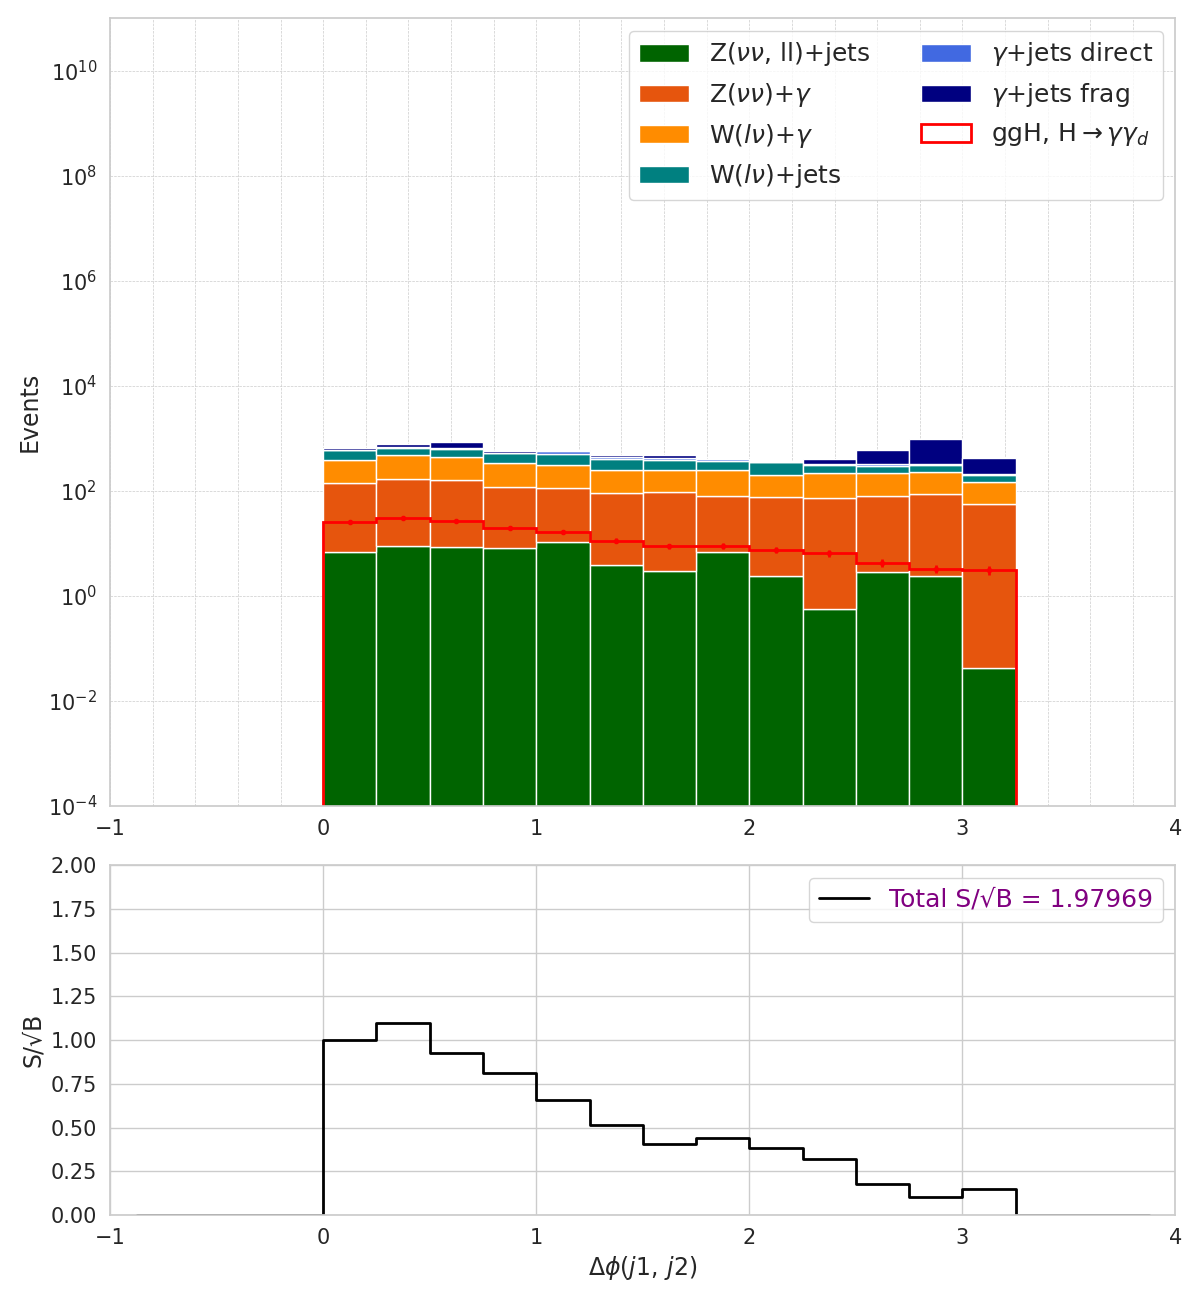 Z(νν, ll)+jets
Z(νν)+γ
W(lν)+γ
W(lν)+jets
γ+jets direct
γ+jets frag
ggH, H→γγ_d
Events
10^10
10^8
10^6
10^4
10^2
10^0
10^−2
10^−4
−1 0 1 2 3 4
Total S/√B = 1.97969
S/√B
2.00
1.75
1.50
1.25
1.00
0.75
0.50
0.25
0.00
−1 0 1 2 3 4
Δϕ(j1, j2)